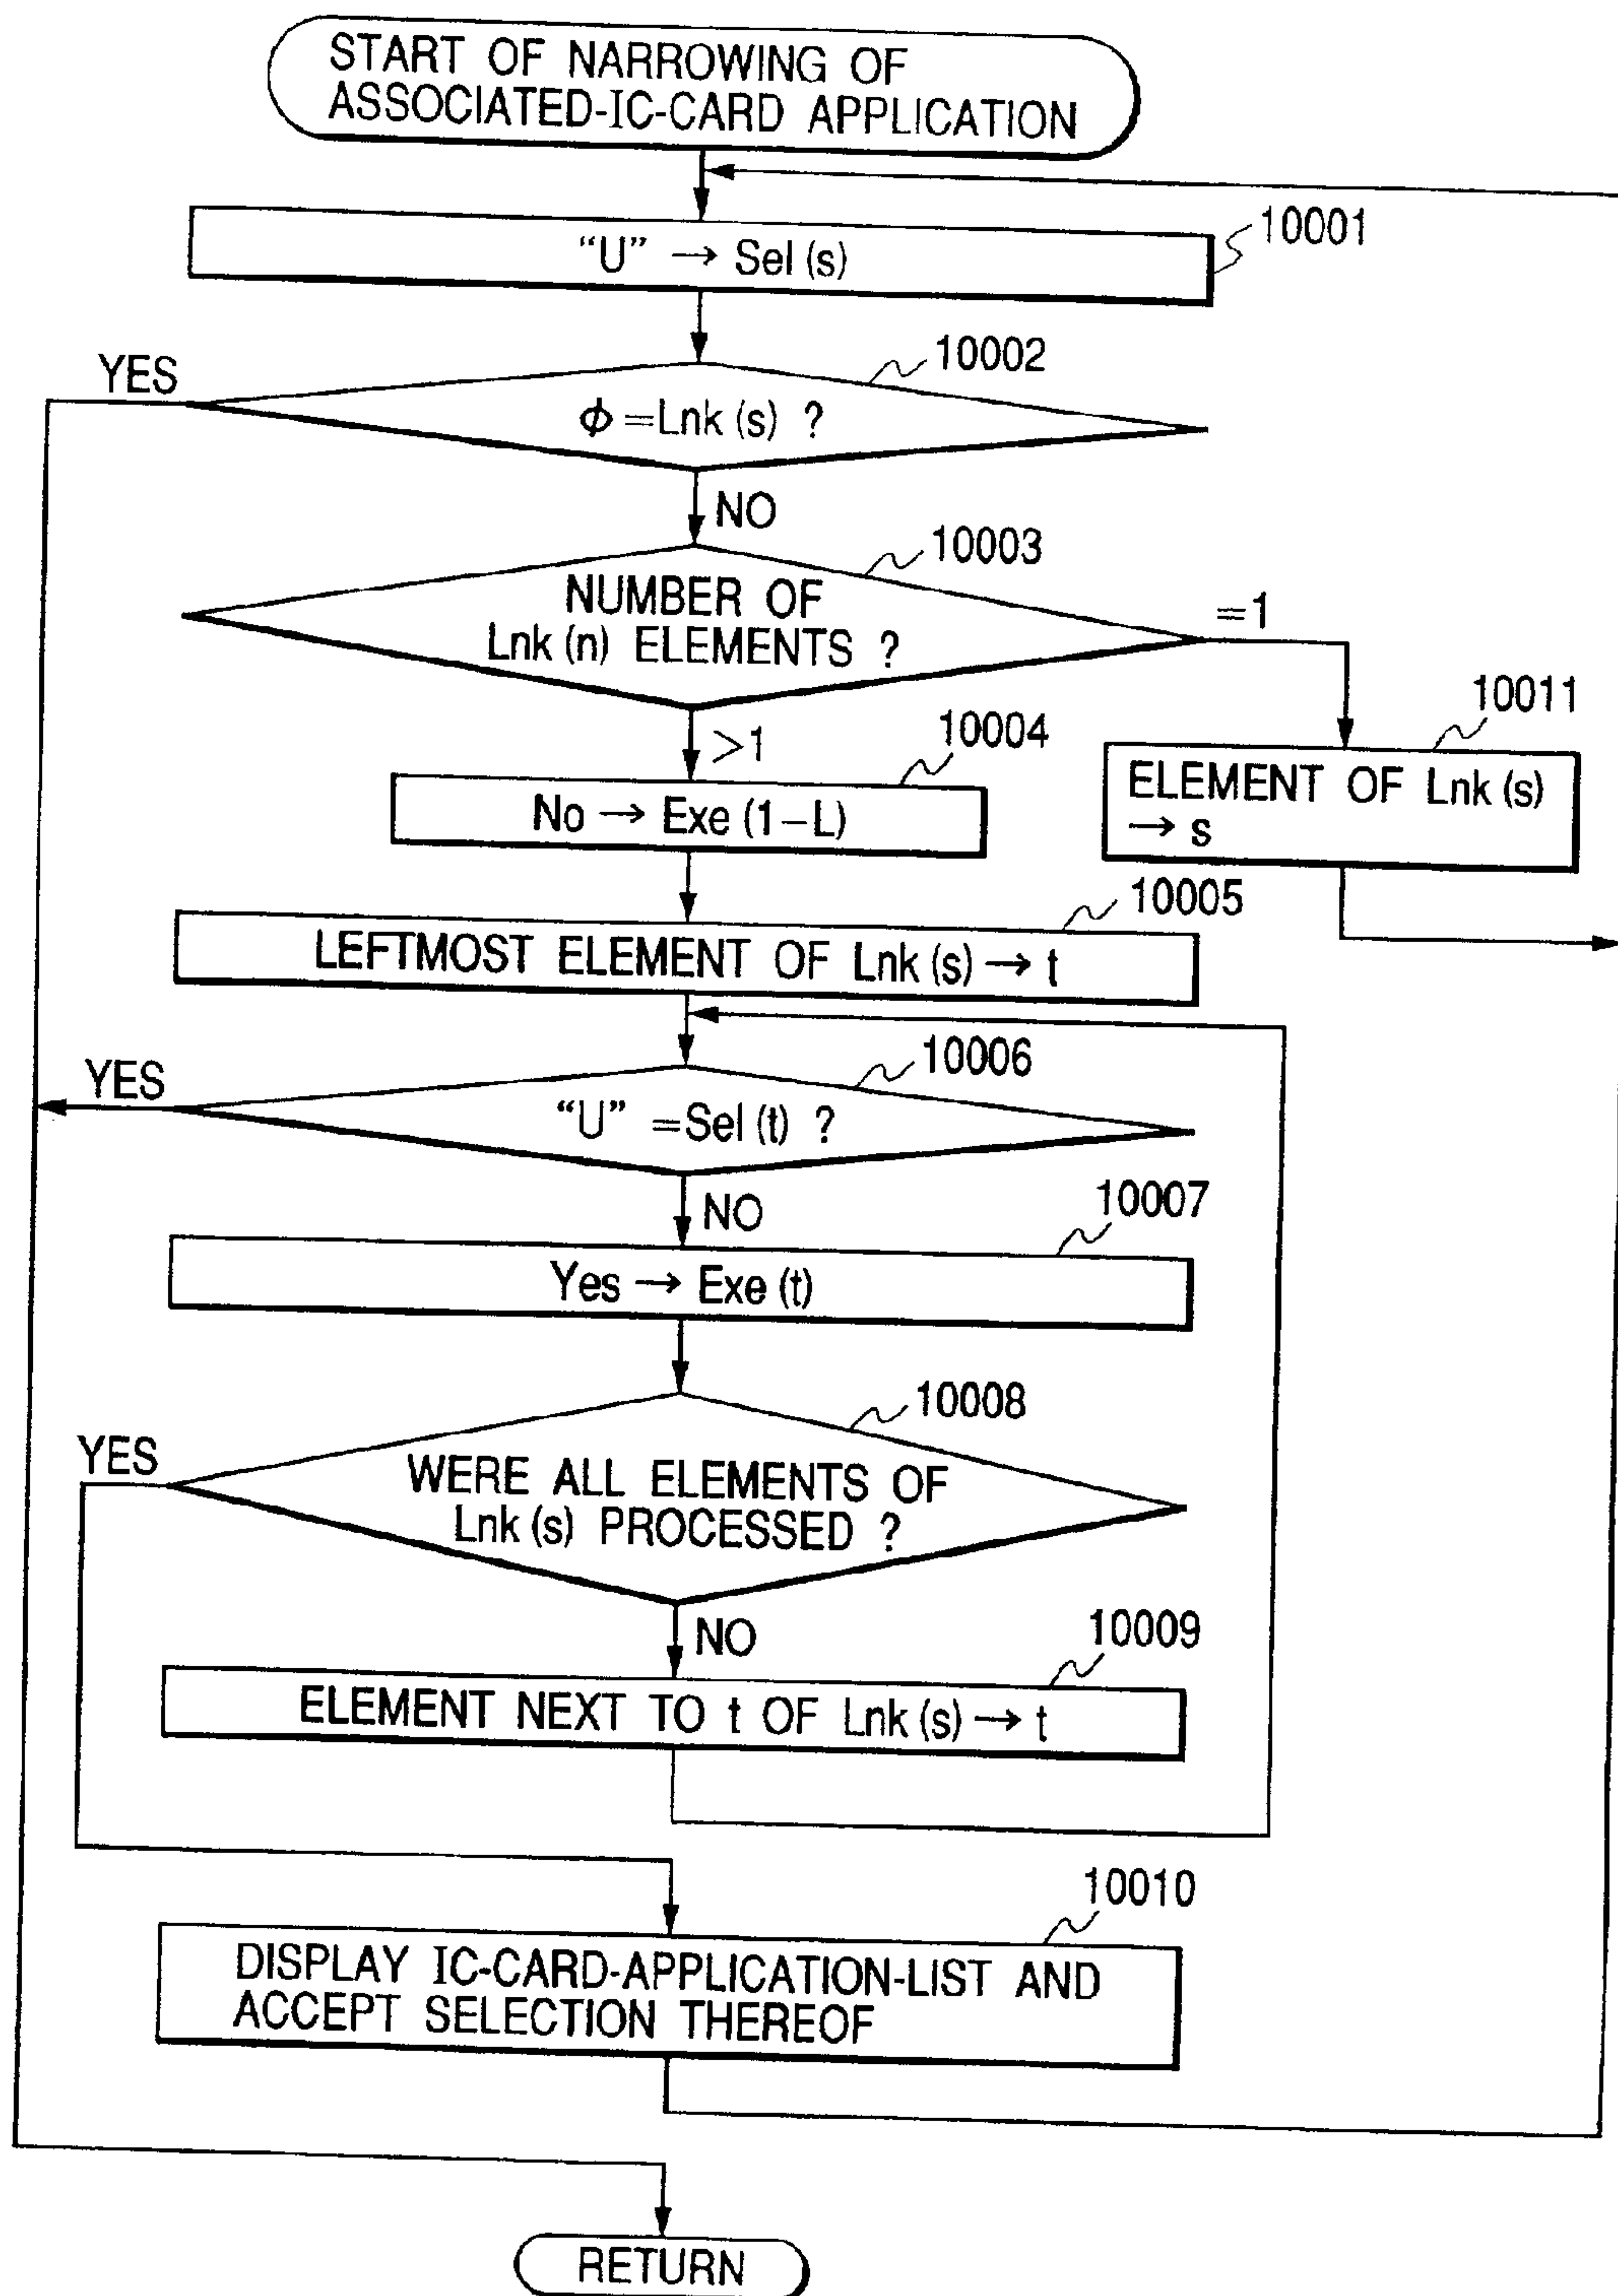 START OF NARROWING OF
ASSOCIATED-IC-CARD APPLICATION
10001
“U” → Sel (s)
10002
YES
ϕ =Lnk (s) ?
NO
10003
NUMBER OF
Lnk (n) ELEMENTS ?
=1
>1
10004
No → Exe (1−L)
10011
ELEMENT OF Lnk (s)
→ s
10005
LEFTMOST ELEMENT OF Lnk (s) → t
10006
YES
“U” =Sel (t) ?
NO
10007
Yes → Exe (t)
10008
YES
WERE ALL ELEMENTS OF
Lnk (s) PROCESSED ?
NO
10009
ELEMENT NEXT TO t OF Lnk (s) → t
10010
DISPLAY IC-CARD-APPLICATION-LIST AND
ACCEPT SELECTION THEREOF
RETURN